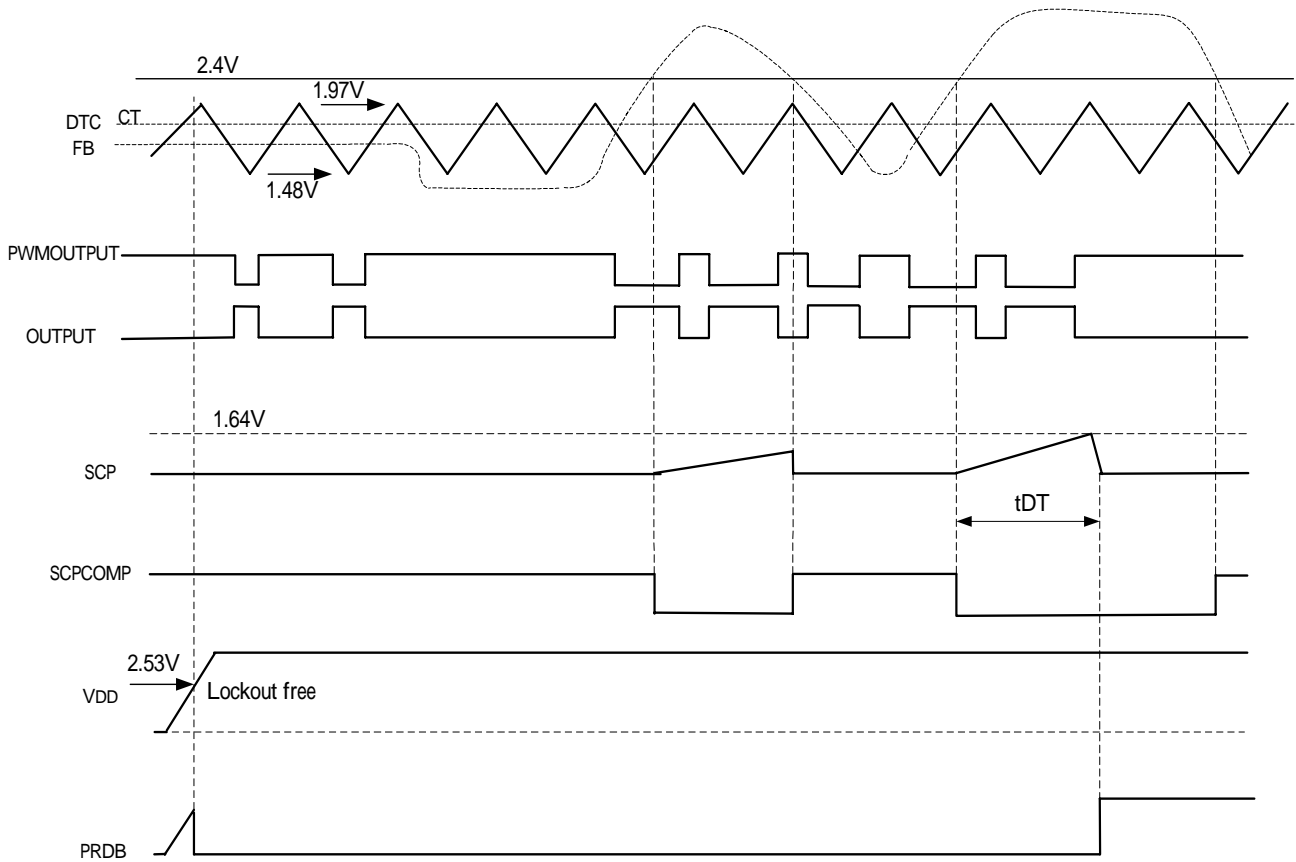 2.4V
1.97V
CT
DTC
FB
1.48V
PWMOUTPUT
OUTPUT
1.64V
SCP
tDT
SCPCOMP
2.53V
VDD
Lockout free
PRDB